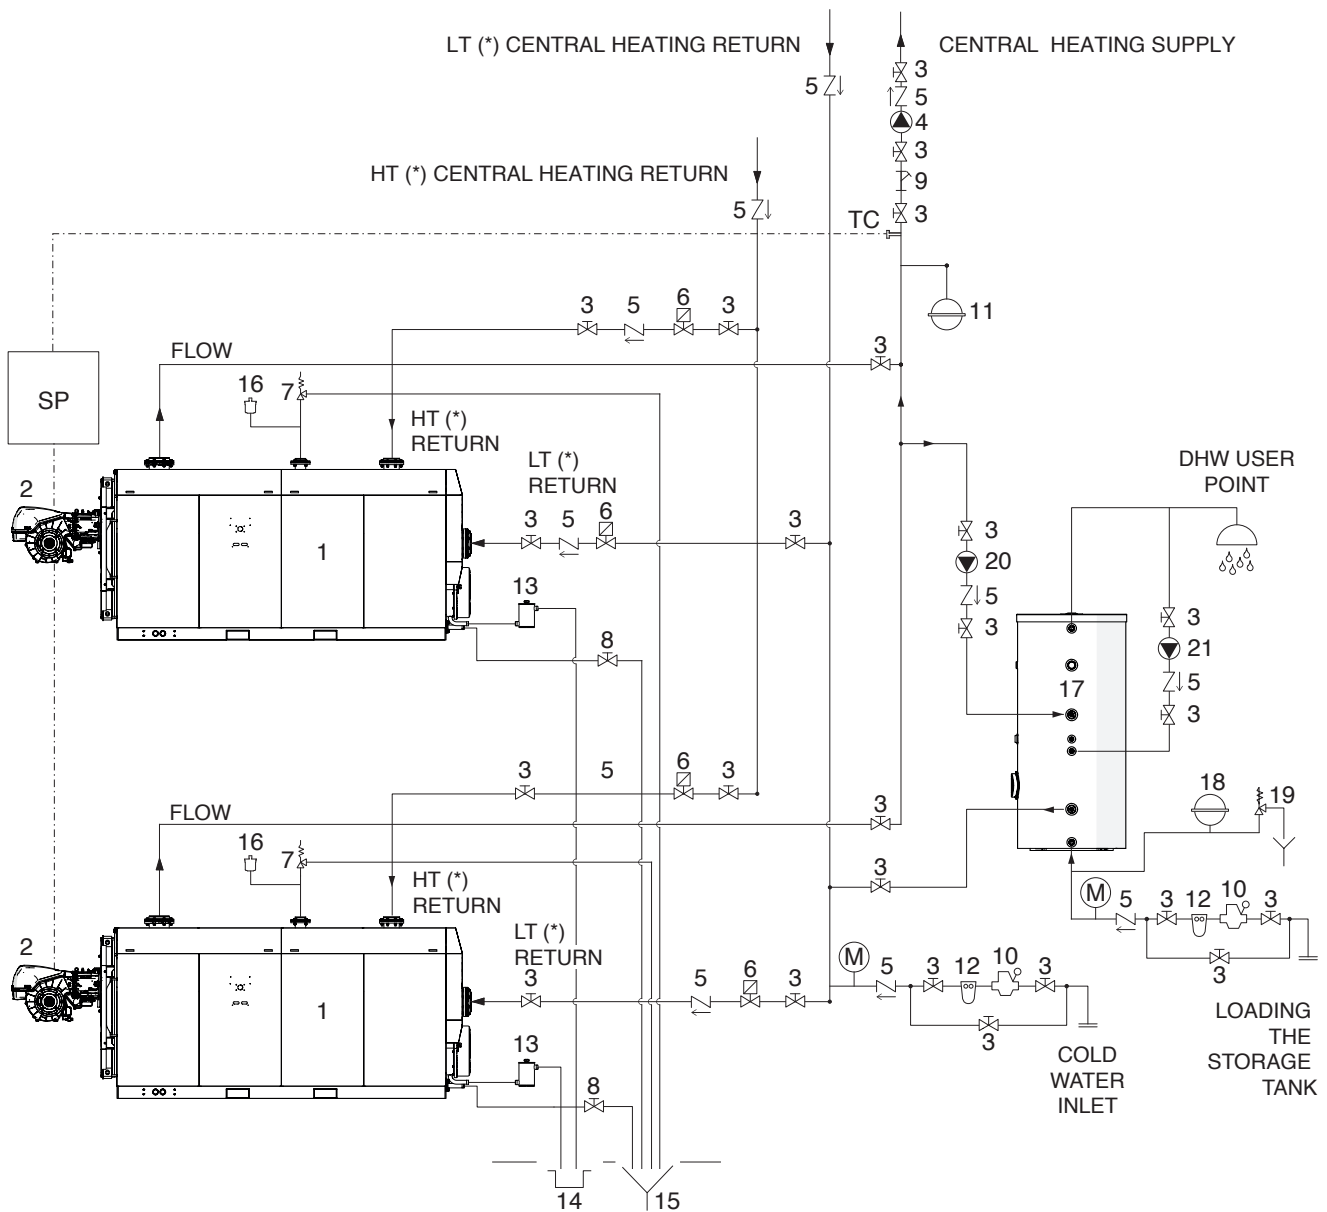 LT (*) CENTRAL HEATING RETURN
CENTRAL HEATING SUPPLY
3
5
5
4
3
HT (*) CENTRAL HEATING RETURN
9
5
TC
3
6
3
5
3
11
3
FLOW
SP
16
7
HT (*)
RETURN
LT (*)
RETURN
DHW USER
POINT
2
6
3
5
3
3
1
20
13
5
3
3
8
21
17
5
3
6
3
5
3
18
19
FLOW
3
16
7
3
HT (*)
RETURN
M
5
3
12
10
3
LT (*)
RETURN
2
M
3
5
6
3
5
3
12
10
3
3
1
LOADING
THE
STORAGE
TANK
3
13
COLD
WATER
INLET
8
14
15